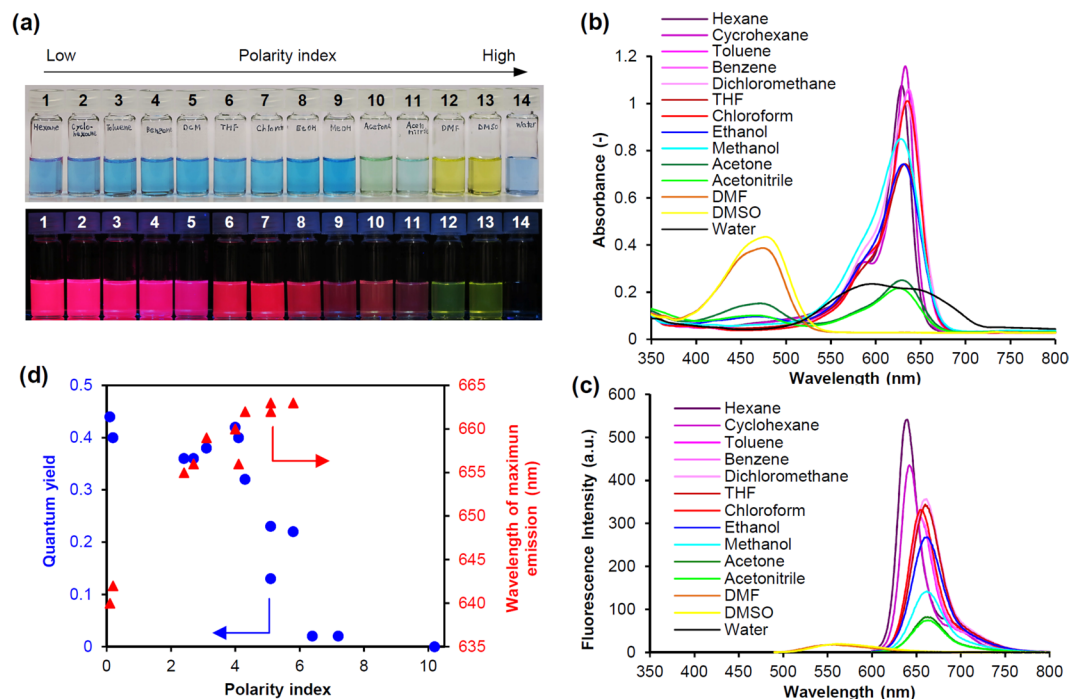 (a)
Low Polarity index High
1 2 3 4 5 6 7 8 9 10 11 12 13 14
Hexane Cyclo-hexane Toluene Benzene DCM THF Chlorof EtOH MeOH Acetone Aceto nitrile DMF DMSO Water
1 2 3 4 5 6 7 8 9 10 11 12 13 14
(b)
Hexane
Cycrohexane
Toluene
Benzene
Dichloromethane
THF
Chloroform
Ethanol
Methanol
Acetone
Acetonitrile
DMF
DMSO
Water
Absorbance (-)
1.2
1
0.8
0.6
0.4
0.2
0
350 400 450 500 550 600 650 700 750 800
Wavelength (nm)
(d)
Quantum yield
0.5
0.4
0.3
0.2
0.1
0
0 2 4 6 8 10
Polarity index
665
660
655
650
645
640
635
Wavelength of maximun
emission (nm)
(c)
Hexane
Cyclohexane
Toluene
Benzene
Dichloromethane
THF
Chloroform
Ethanol
Methanol
Acetone
Acetonitrile
DMF
DMSO
Water
Fluorescence Intensity (a.u.)
600
500
400
300
200
100
0
350 400 450 500 550 600 650 700 750 800
Wavelength (nm)